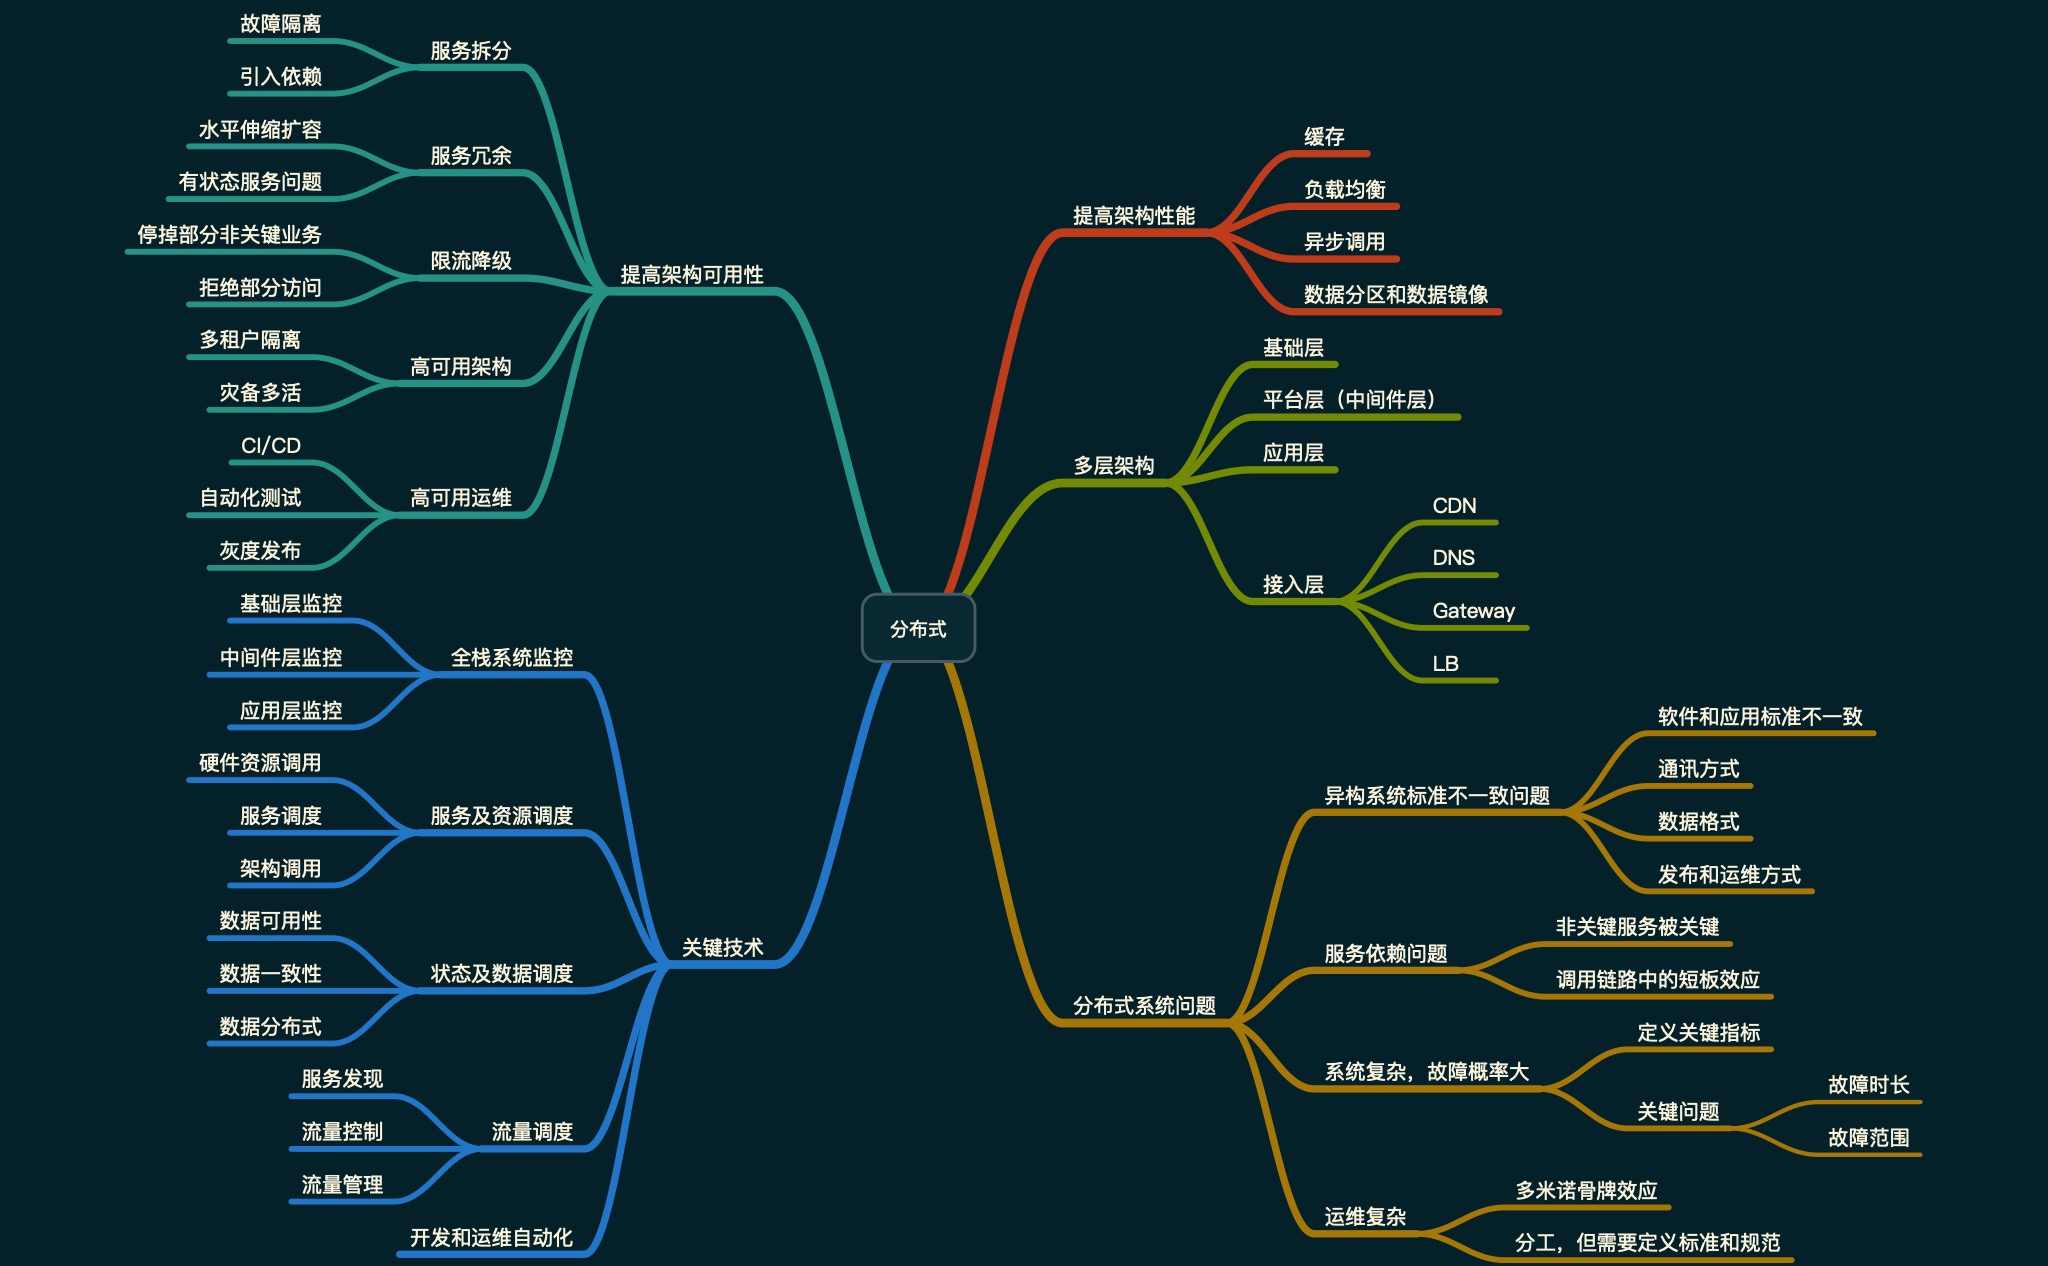 分布式
提高架构性能
缓存
负载均衡
异步调用
数据分区和数据镜像
多层架构
基础层
平台层（中间件层）
应用层
接入层
CDN
DNS
Gateway
LB
分布式系统问题
异构系统标准不一致问题
软件和应用标准不一致
通讯方式
数据格式
发布和运维方式
服务依赖问题
非关键服务被关键
调用链路中的短板效应
系统复杂，故障概率大
定义关键指标
关键问题
故障时长
故障范围
运维复杂
多米诺骨牌效应
分工，但需要定义标准和规范
提高架构可用性
服务拆分
故障隔离
引入依赖
服务冗余
水平伸缩扩容
有状态服务问题
限流降级
停掉部分非关键业务
拒绝部分访问
高可用架构
多租户隔离
灾备多活
高可用运维
CI/CD
自动化测试
灰度发布
关键技术
全栈系统监控
基础层监控
中间件层监控
应用层监控
服务及资源调度
硬件资源调用
服务调度
架构调用
状态及数据调度
数据可用性
数据一致性
数据分布式
流量调度
服务发现
流量控制
流量管理
开发和运维自动化